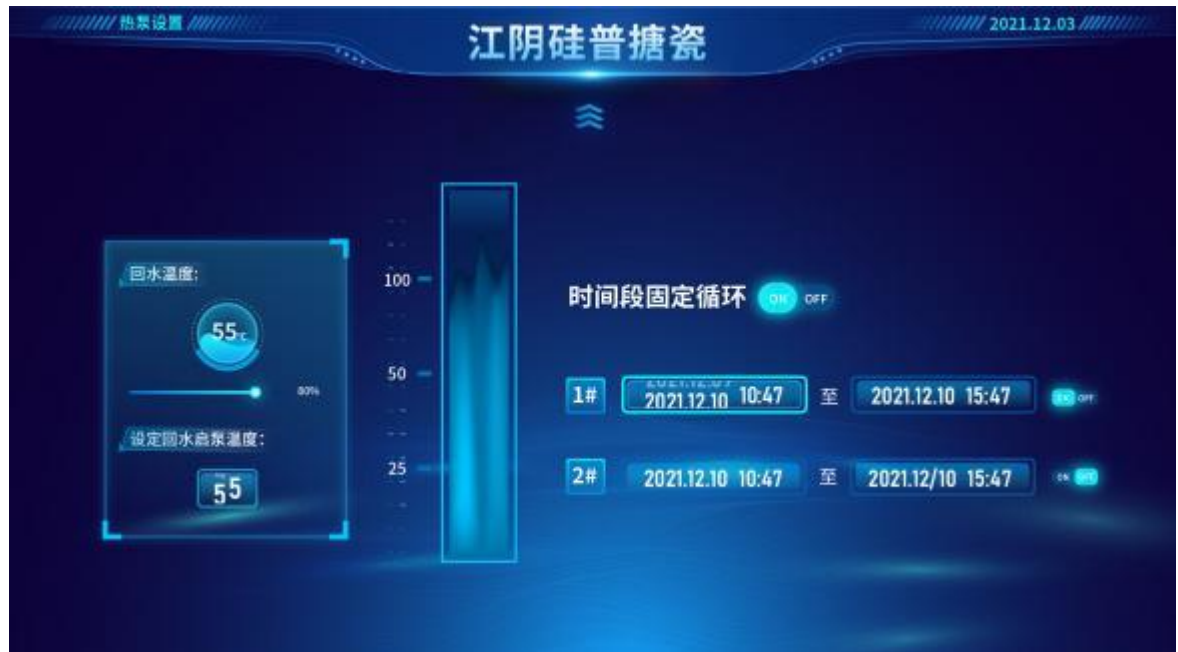 热泵设置
江阴硅普搪瓷
2021.12.03
回水温度:
55℃
80%
设定回水启泵温度:
55
100
50
25
时间段固定循环 ON OFF
1# 2021.12.10 10:47 至 2021.12.10 15:47 ON OFF
2# 2021.12.10 10:47 至 2021.12/10 15:47 ON OFF